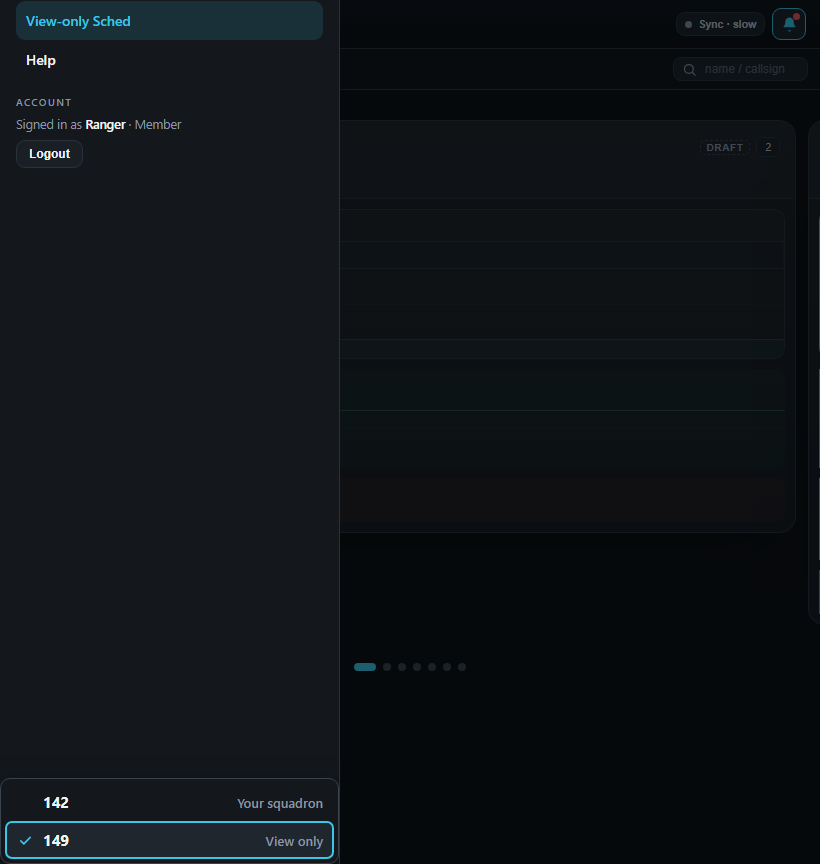 View-only Sched
Help
ACCOUNT
Signed in as Ranger · Member
Logout
Sync · slow
name / callsign
DRAFT 2
142 Your squadron
149 View only